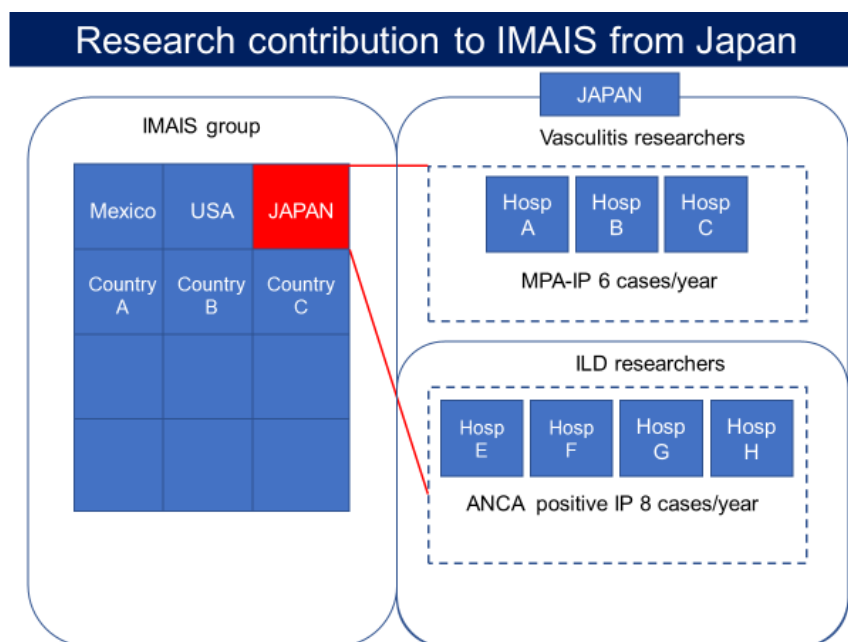 Research contribution to IMAIS from Japan
IMAIS group
Mexico
USA
JAPAN
Country
A
Country
B
Country
C
JAPAN
Vasculitis researchers
Hosp
A
Hosp
B
Hosp
C
MPA-IP 6 cases/year
ILD researchers
Hosp
E
Hosp
F
Hosp
G
Hosp
H
ANCA positive IP 8 cases/year